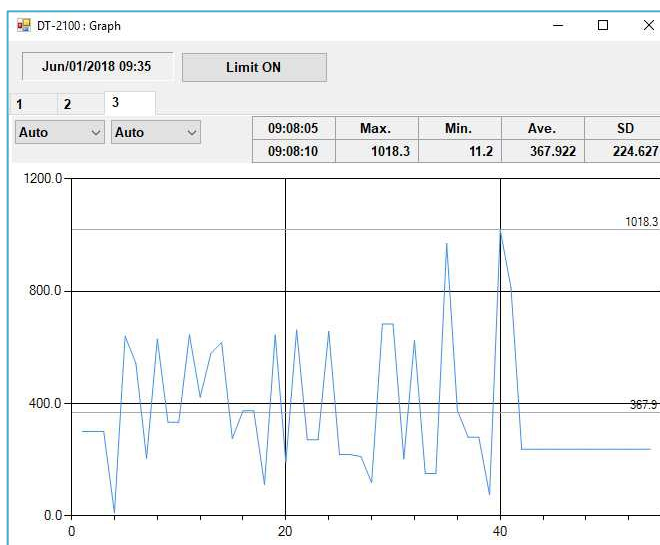 DT-2100 : Graph
Jun/01/2018 09:35 Limit ON
1 2 3
Auto Auto
09:08:05 Max. Min. Ave. SD
09:08:10 1018.3 11.2 367.922 224.627
1200.0
1018.3
800.0
400.0
367.9
0.0
0 20 40